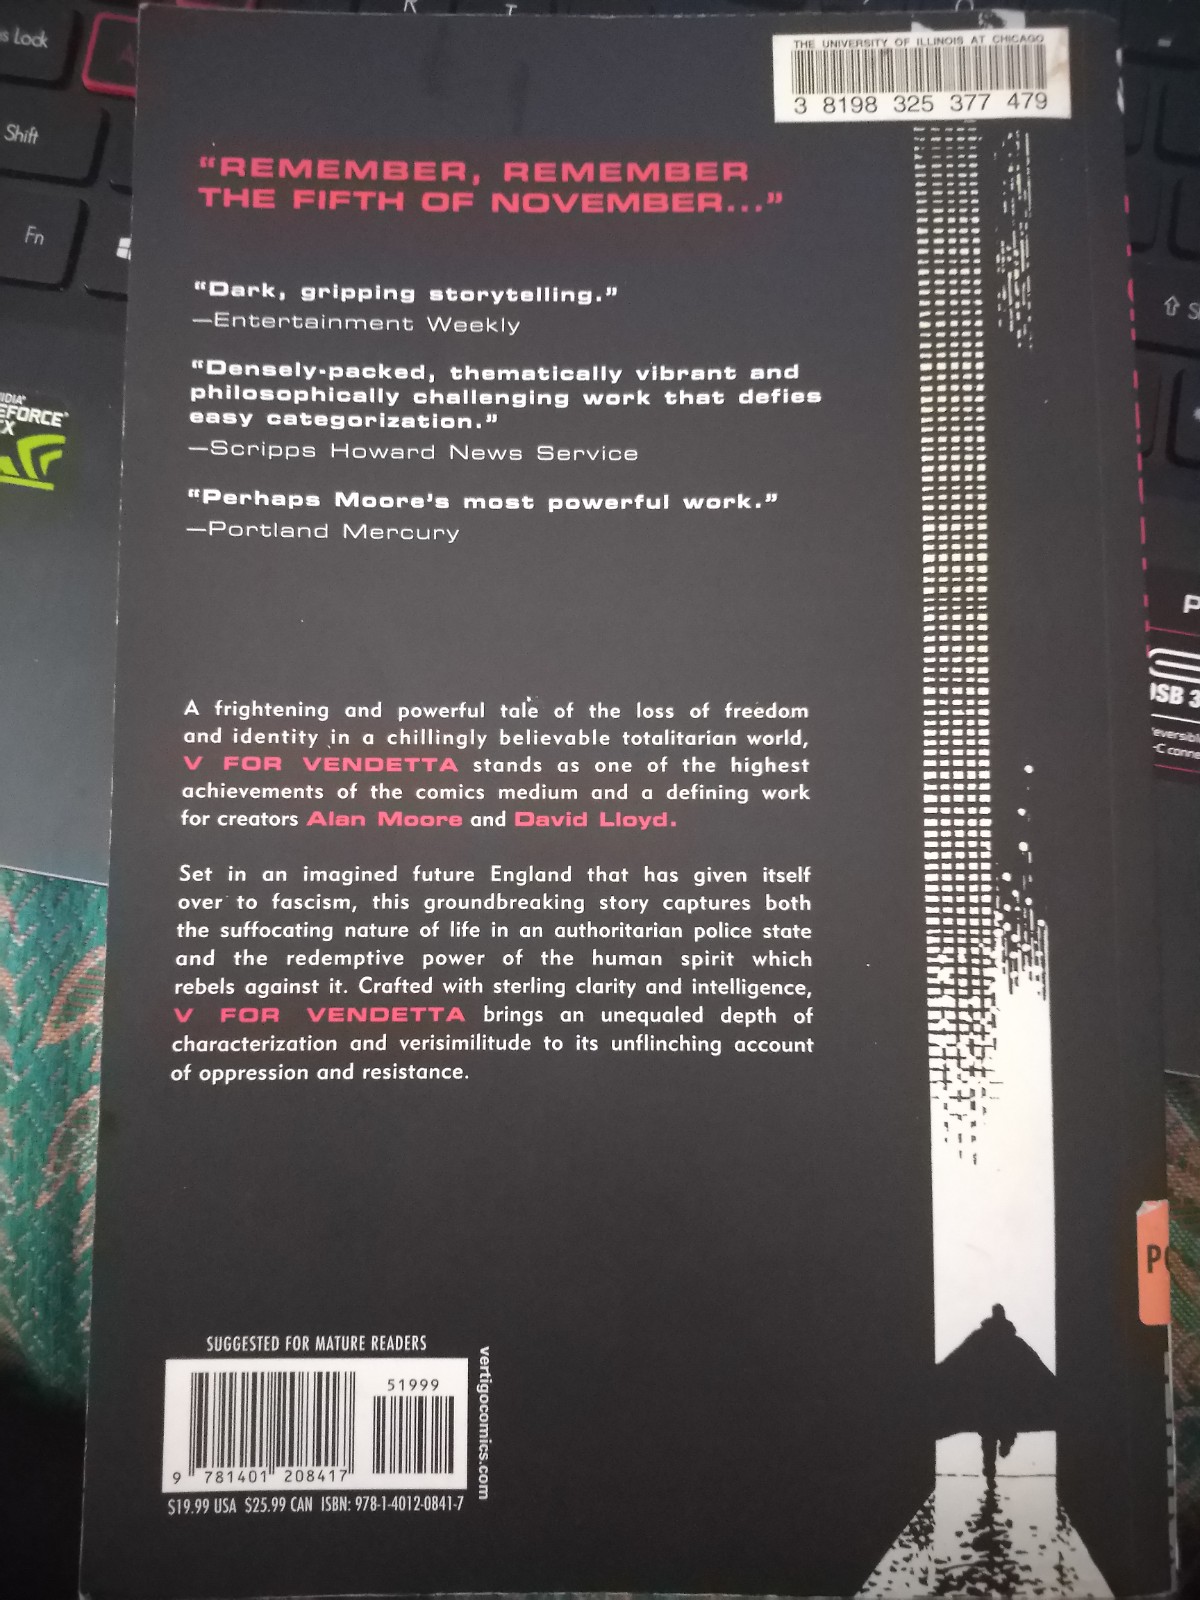 s Lock
Shift
Fn
THE UNIVERSITY OF ILLINOIS AT CHICAGO
3 8198 325 377 479
“REMEMBER, REMEMBER
THE FIFTH OF NOVEMBER...”
“Dark, gripping storytelling.”
—Entertainment Weekly
“Densely-packed, thematically vibrant and
philosophically challenging work that defies
easy categorization.”
—Scripps Howard News Service
“Perhaps Moore’s most powerful work.”
—Portland Mercury
A frightening and powerful tale of the loss of freedom
and identity in a chillingly believable totalitarian world,
V FOR VENDETTA stands as one of the highest
achievements of the comics medium and a defining work
for creators Alan Moore and David Lloyd.
Set in an imagined future England that has given itself
over to fascism, this groundbreaking story captures both
the suffocating nature of life in an authoritarian police state
and the redemptive power of the human spirit which
rebels against it. Crafted with sterling clarity and intelligence,
V FOR VENDETTA brings an unequaled depth of
characterization and verisimilitude to its unflinching account
of oppression and resistance.
SUGGESTED FOR MATURE READERS
51999
9 781401 208417
$19.99 USA $25.99 CAN ISBN: 978-1-4012-0841-7
vertigocomics.com